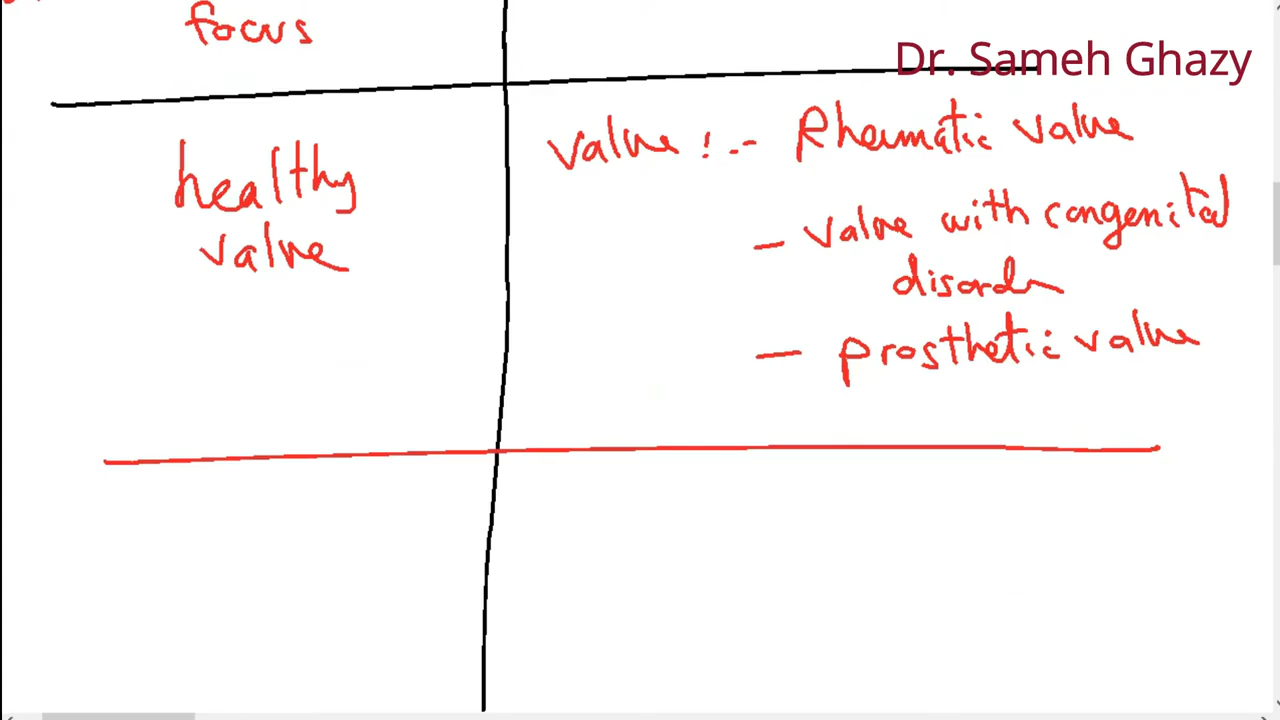 focus
Dr. Sameh Ghazy
healthy
valve
valve :- Rheumatic valve
- valve with congenital
disorder
- prosthetic valve